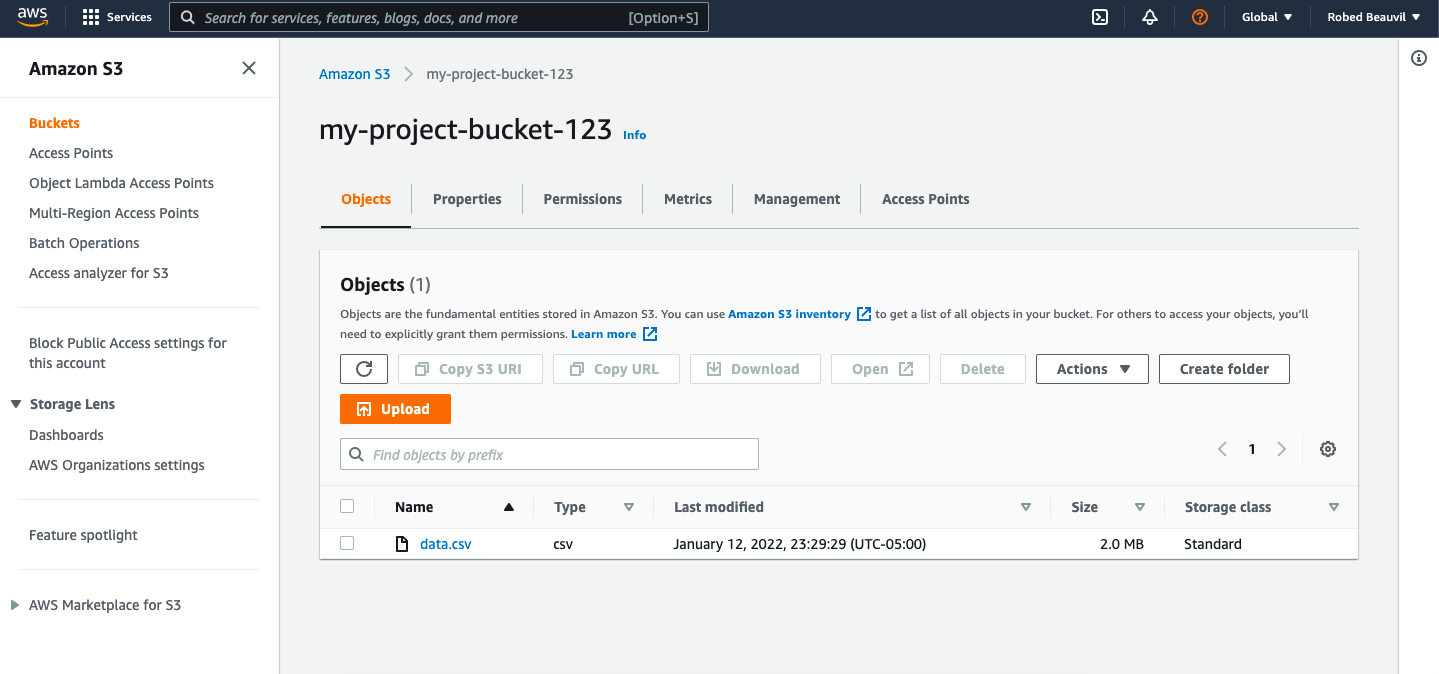 aws Services Search for services, features, blogs, docs, and more [Option+S] Global Robed Beauvil
Amazon S3
Buckets
Access Points
Object Lambda Access Points
Multi-Region Access Points
Batch Operations
Access analyzer for S3
Block Public Access settings for
this account
Storage Lens
Dashboards
AWS Organizations settings
Feature spotlight
AWS Marketplace for S3
Amazon S3 my-project-bucket-123
my-project-bucket-123 Info
Objects Properties Permissions Metrics Management Access Points
Objects (1)
Objects are the fundamental entities stored in Amazon S3. You can use Amazon S3 inventory to get a list of all objects in your bucket. For others to access your objects, you'll
need to explicitly grant them permissions. Learn more
Copy S3 URI Copy URL Download Open Delete Actions Create folder
Upload
Find objects by prefix 1
Name Type Last modified Size Storage class
data.csv csv January 12, 2022, 23:29:29 (UTC-05:00) 2.0 MB Standard